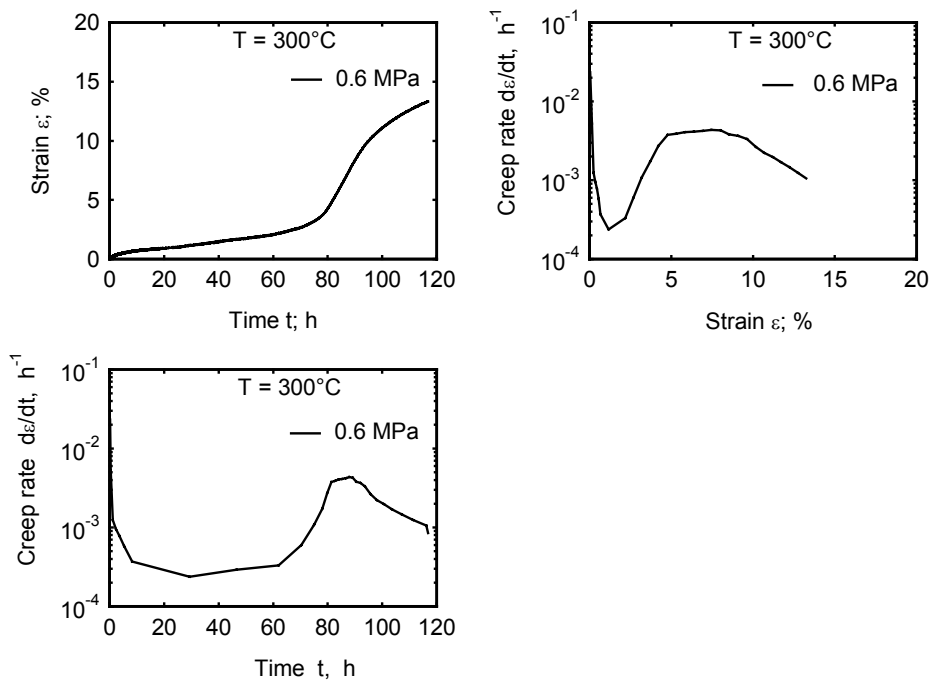 20
15
10
5
0
Strain ε; %
T = 300°C
0.6 MPa
0 20 40 60 80 100 120
Time t; h
10⁻¹
10⁻²
10⁻³
10⁻⁴
Creep rate dε/dt, h⁻¹
T = 300°C
0.6 MPa
0 5 10 15 20
Strain ε; %
10⁻¹
10⁻²
10⁻³
10⁻⁴
Creep rate dε/dt, h⁻¹
T = 300°C
0.6 MPa
0 20 40 60 80 100 120
Time t, h